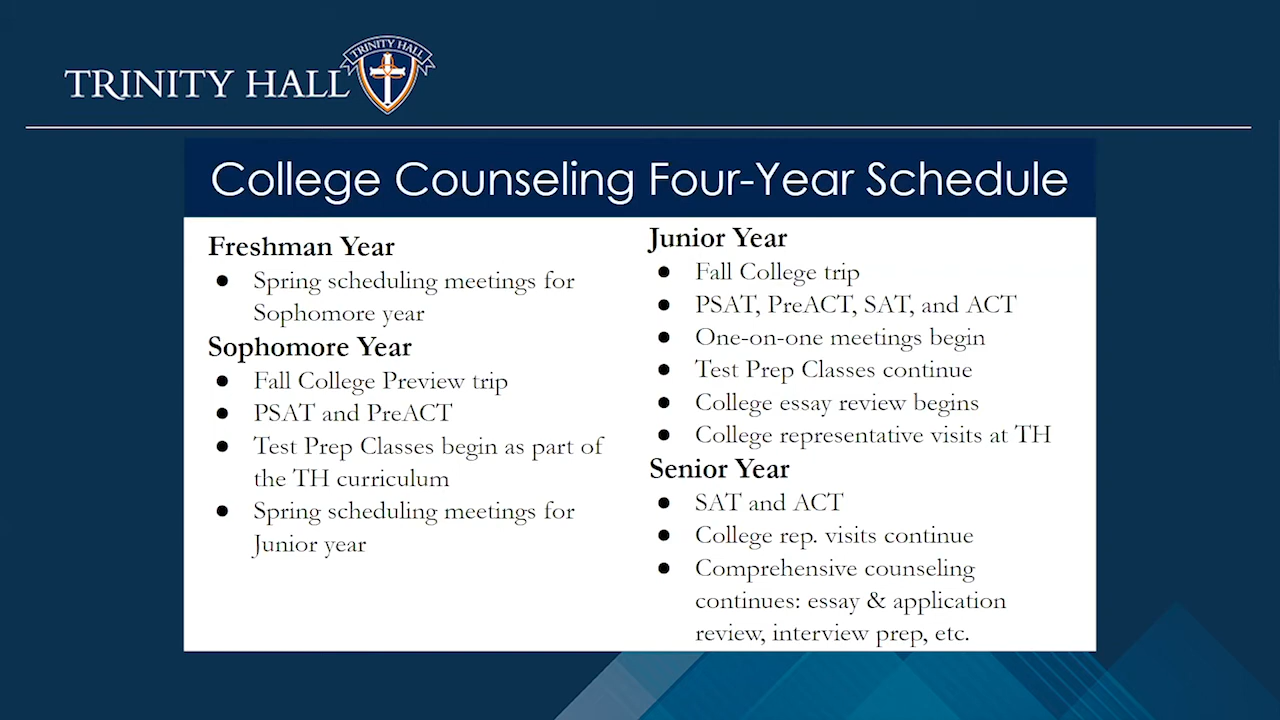 TRINITY HALL
TRINITY HALL
College Counseling Four-Year Schedule
Freshman Year
● Spring scheduling meetings for
Sophomore year
Sophomore Year
● Fall College Preview trip
● PSAT and PreACT
● Test Prep Classes begin as part of
the TH curriculum
● Spring scheduling meetings for
Junior year
Junior Year
● Fall College trip
● PSAT, PreACT, SAT, and ACT
● One-on-one meetings begin
● Test Prep Classes continue
● College essay review begins
● College representative visits at TH
Senior Year
● SAT and ACT
● College rep. visits continue
● Comprehensive counseling
continues: essay & application
review, interview prep, etc.